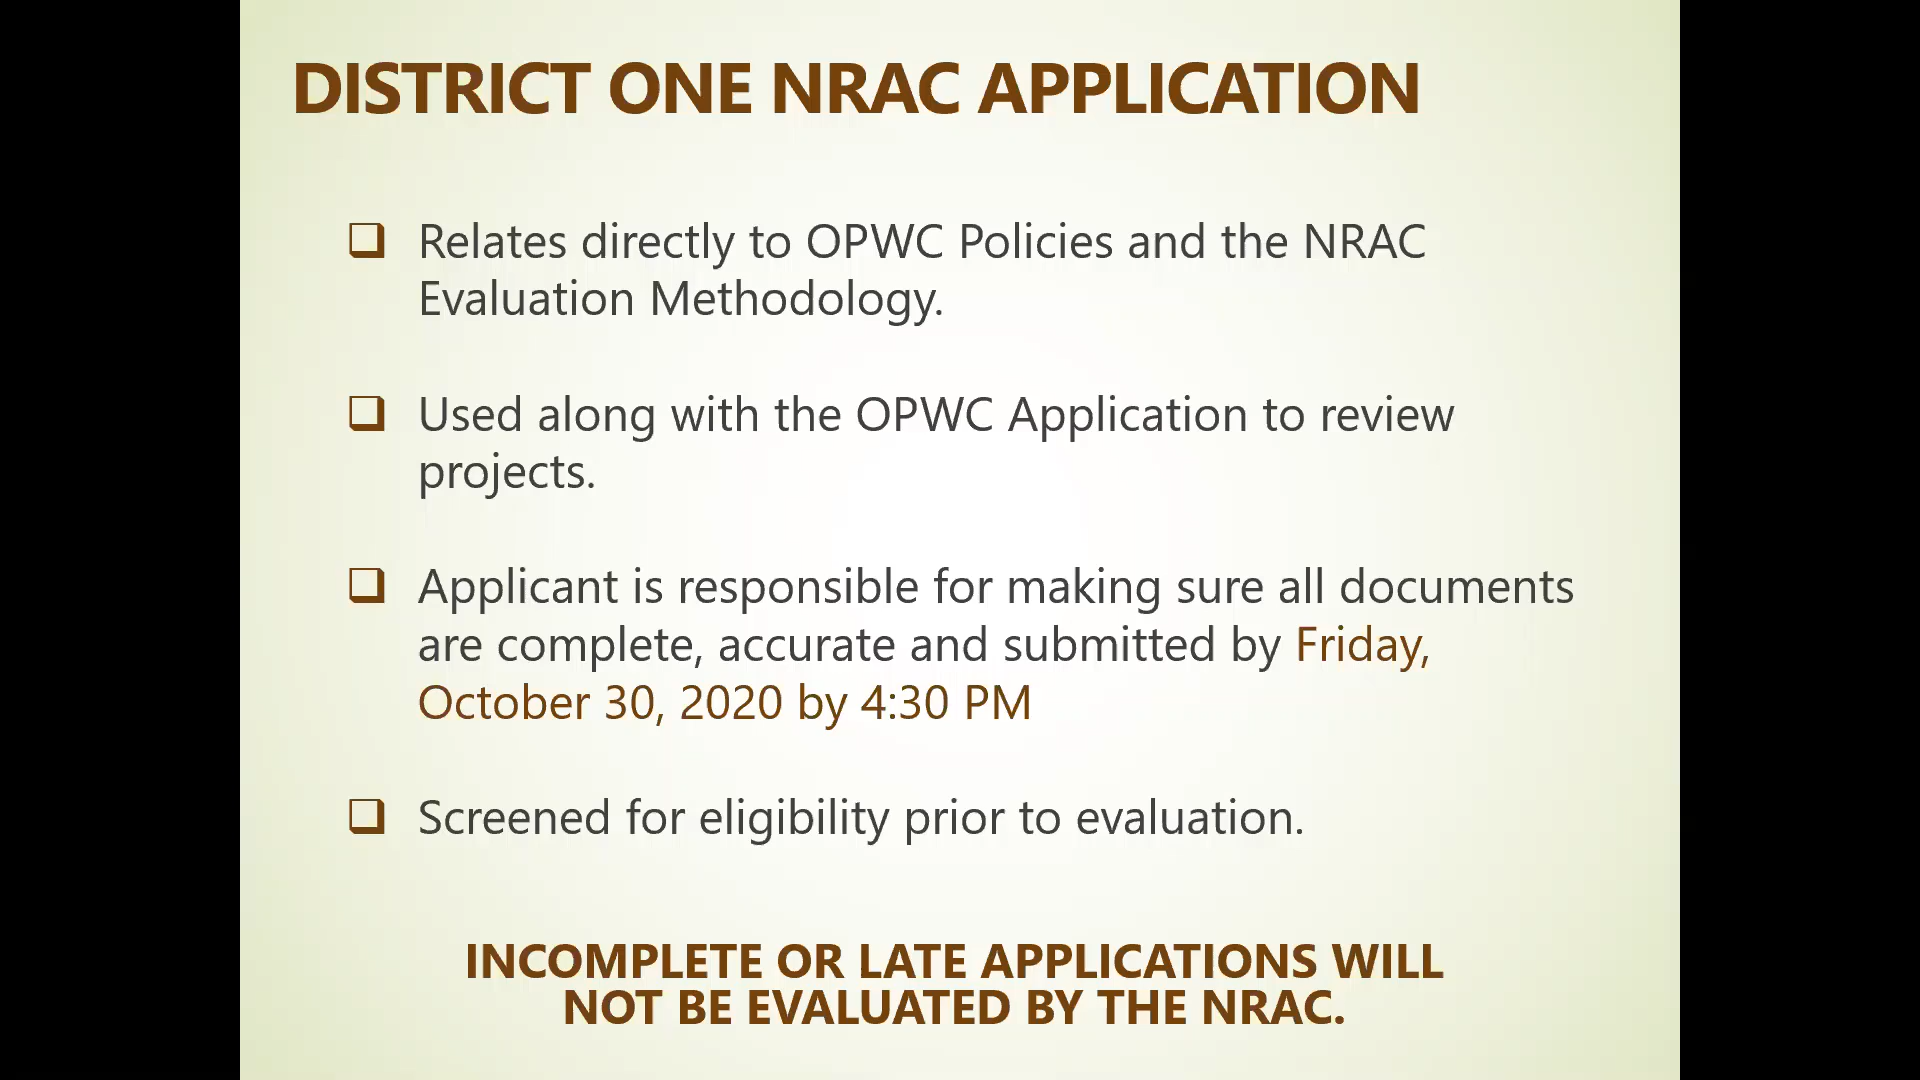 DISTRICT ONE NRAC APPLICATION
Relates directly to OPWC Policies and the NRAC
Evaluation Methodology.
Used along with the OPWC Application to review
projects.
Applicant is responsible for making sure all documents
are complete, accurate and submitted by Friday,
October 30, 2020 by 4:30 PM
Screened for eligibility prior to evaluation.
INCOMPLETE OR LATE APPLICATIONS WILL
NOT BE EVALUATED BY THE NRAC.